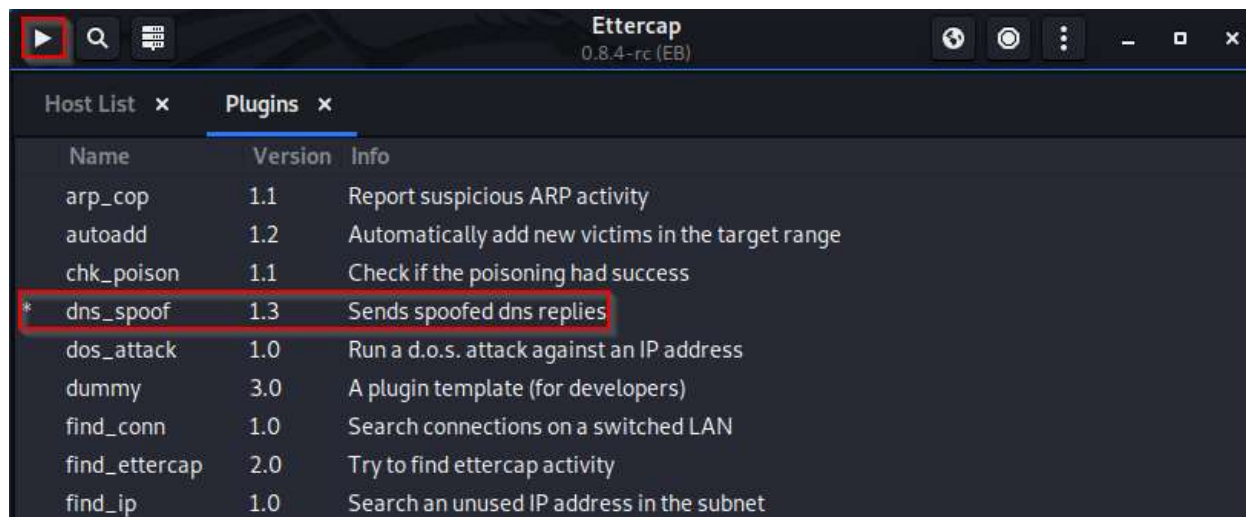 Ettercap
0.8.4-rc (EB)
Host List × Plugins ×
Name Version Info
arp_cop 1.1 Report suspicious ARP activity
autoadd 1.2 Automatically add new victims in the target range
chk_poison 1.1 Check if the poisoning had success
* dns_spoof 1.3 Sends spoofed dns replies
dos_attack 1.0 Run a d.o.s. attack against an IP address
dummy 3.0 A plugin template (for developers)
find_conn 1.0 Search connections on a switched LAN
find_ettercap 2.0 Try to find ettercap activity
find_ip 1.0 Search an unused IP address in the subnet